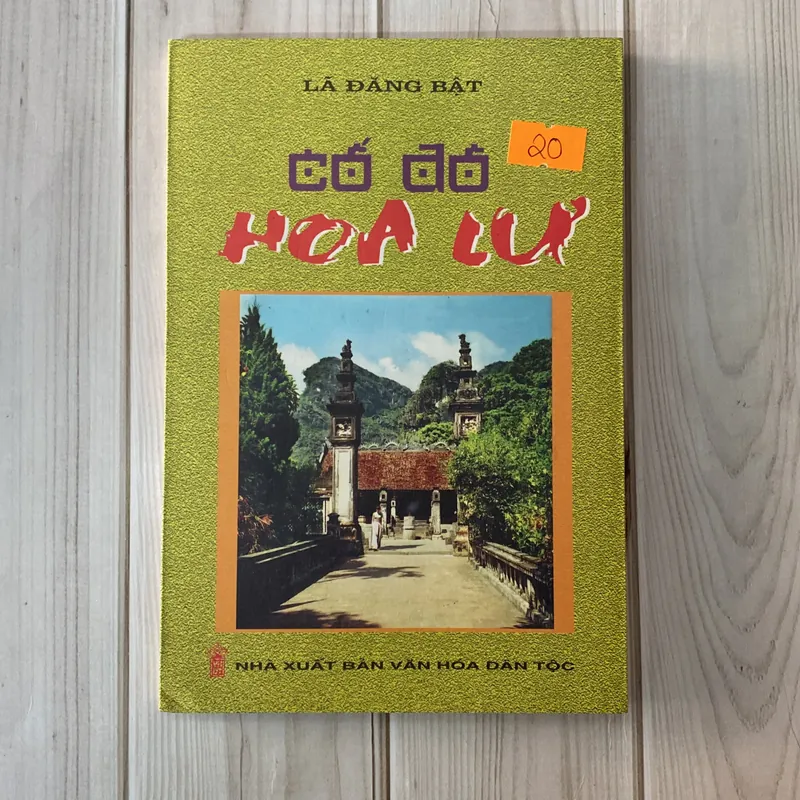 LÃ ĐĂNG BẬT
CỐ ĐÔ
20
HOA LƯ
NHÀ XUẤT BẢN VĂN HÓA DÂN TỘC